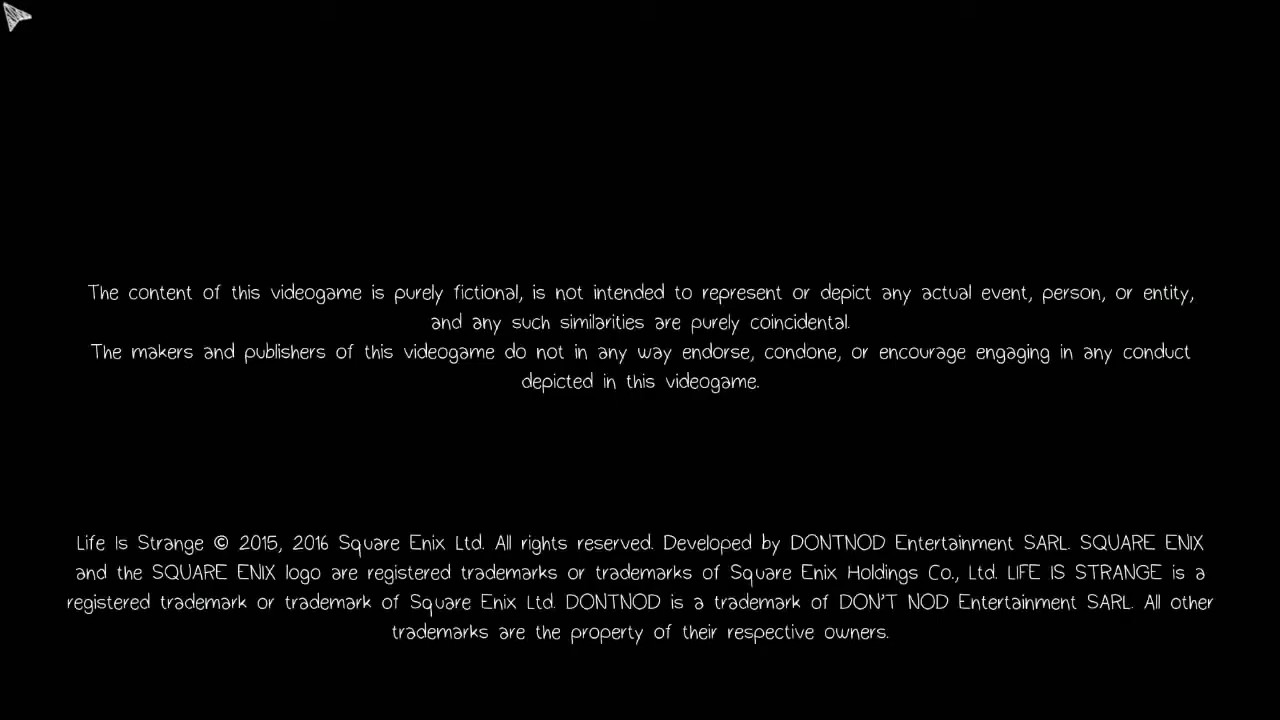 The content of this videogame is purely fictional, is not intended to represent or depict any actual event, person, or entity,
and any such similarities are purely coincidental.
The makers and publishers of this videogame do not in any way endorse, condone, or encourage engaging in any conduct
depicted in this videogame.
Life Is Strange © 2015, 2016 Square Enix Ltd. All rights reserved. Developed by DONTNOD Entertainment SARL. SQUARE ENIX
and the SQUARE ENIX logo are registered trademarks or trademarks of Square Enix Holdings Co., Ltd. LIFE IS STRANGE is a
registered trademark or trademark of Square Enix Ltd. DONTNOD is a trademark of DON'T NOD Entertainment SARL. All other
trademarks are the property of their respective owners.